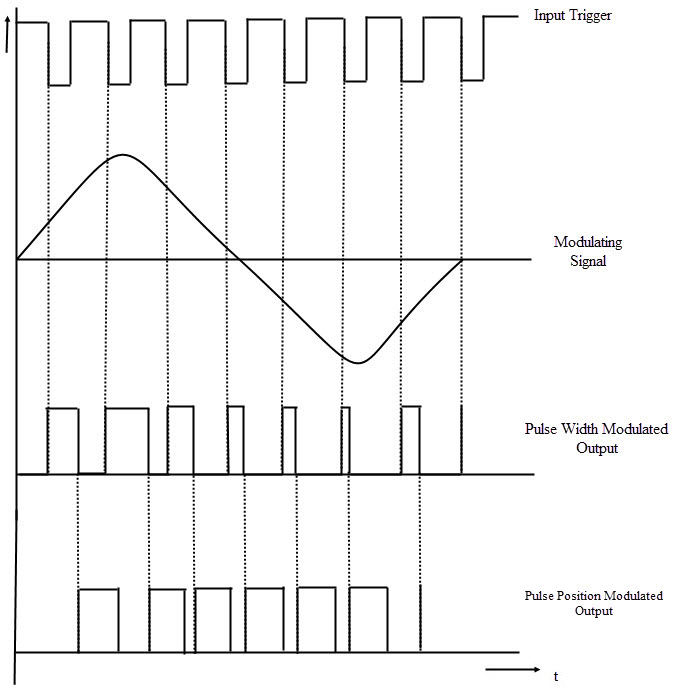 Input Trigger
Modulating
Signal
Pulse Width Modulated
Output
Pulse Position Modulated
Output
t